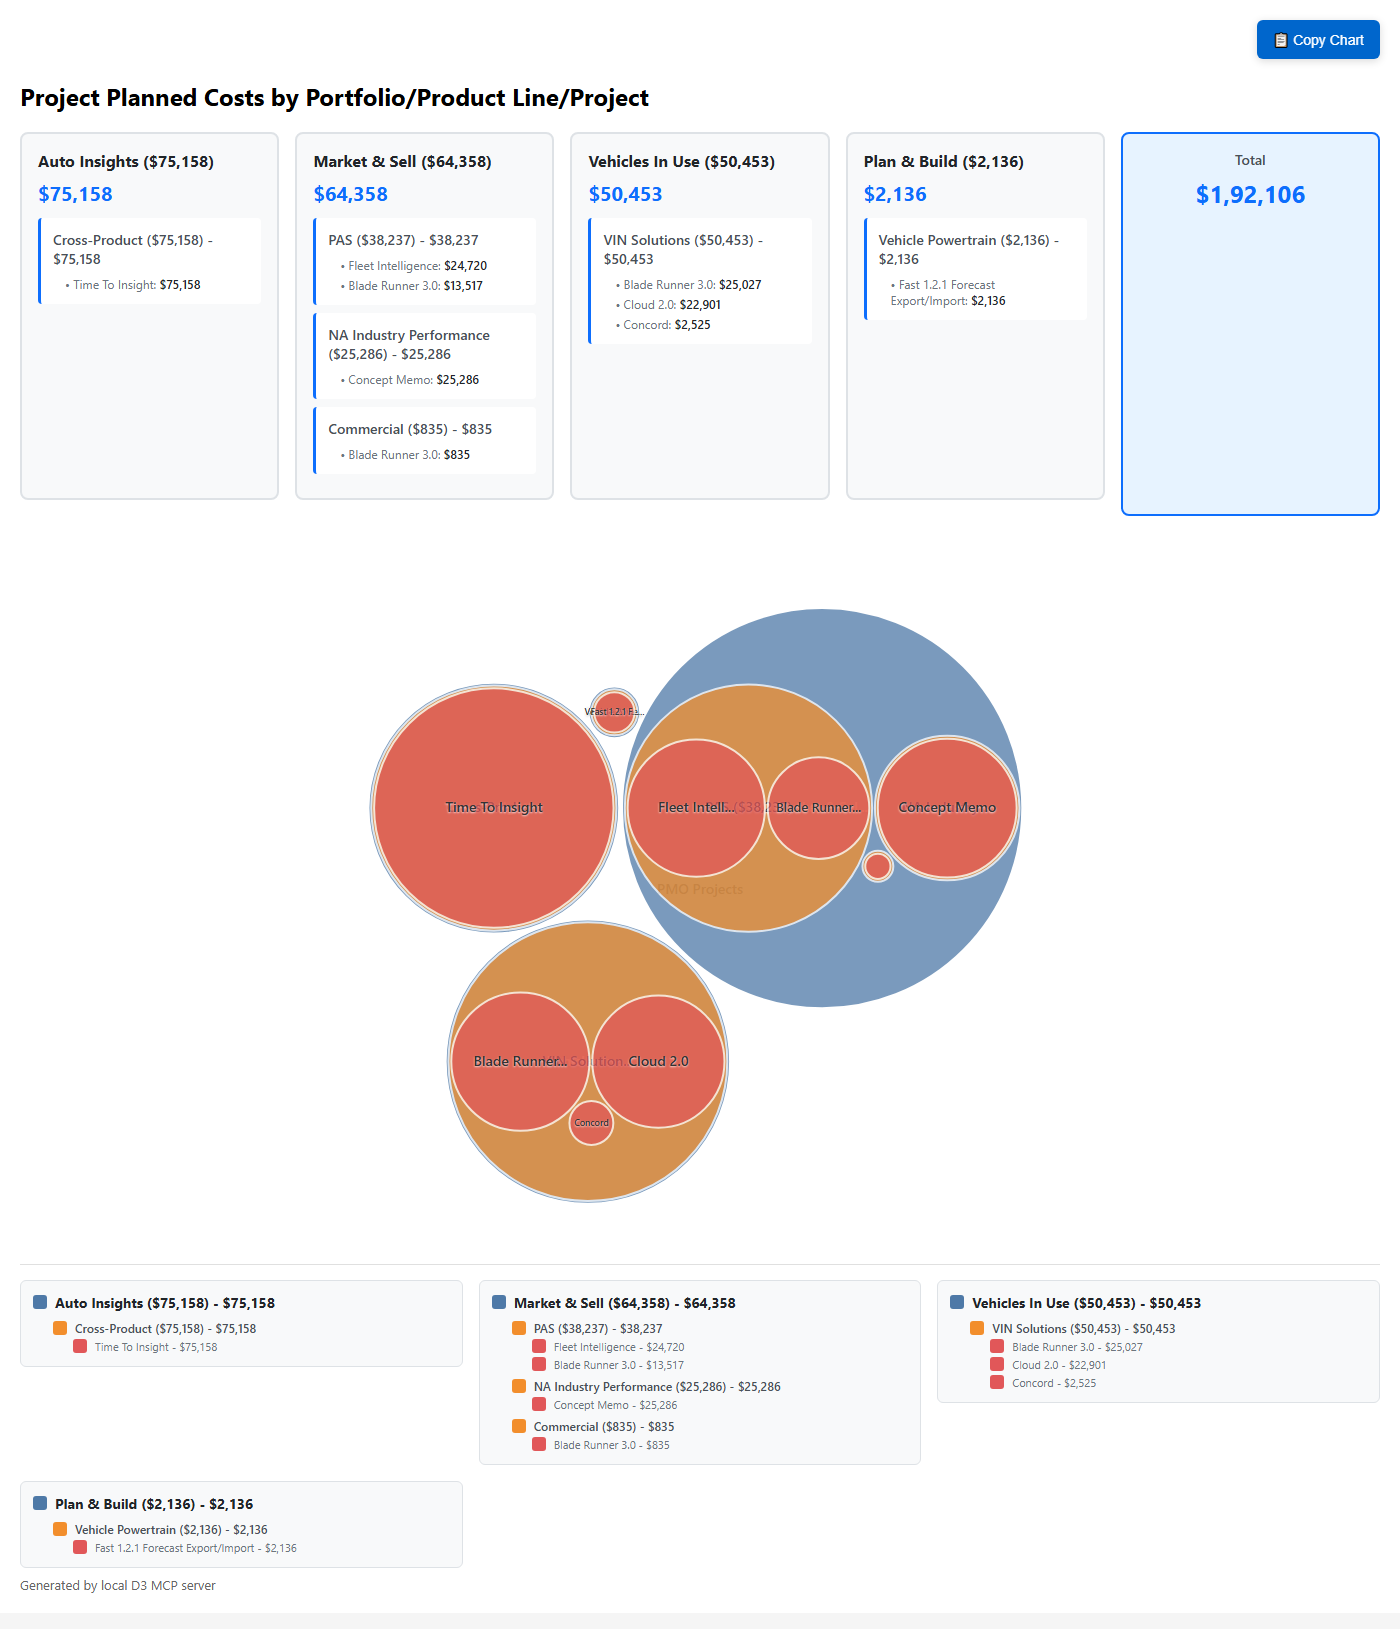 📋 Copy Chart
Project Planned Costs by Portfolio/Product Line/Project
Auto Insights ($75,158)
$75,158
Cross-Product ($75,158) -
$75,158
• Time To Insight: $75,158
Market & Sell ($64,358)
$64,358
PAS ($38,237) - $38,237
• Fleet Intelligence: $24,720
• Blade Runner 3.0: $13,517
NA Industry Performance
($25,286) - $25,286
• Concept Memo: $25,286
Commercial ($835) - $835
• Blade Runner 3.0: $835
Vehicles In Use ($50,453)
$50,453
VIN Solutions ($50,453) -
$50,453
• Blade Runner 3.0: $25,027
• Cloud 2.0: $22,901
• Concord: $2,525
Plan & Build ($2,136)
$2,136
Vehicle Powertrain ($2,136) -
$2,136
• Fast 1.2.1 Forecast
Export/Import: $2,136
Total
$1,92,106
Fast 1.2.1 F...
Time To Insight
Fleet Intell...
Blade Runner...
Concept Memo
PMO Projects
Blade Runner...
Cloud 2.0
Concord
Auto Insights ($75,158) - $75,158
Cross-Product ($75,158) - $75,158
Time To Insight - $75,158
Market & Sell ($64,358) - $64,358
PAS ($38,237) - $38,237
Fleet Intelligence - $24,720
Blade Runner 3.0 - $13,517
NA Industry Performance ($25,286) - $25,286
Concept Memo - $25,286
Commercial ($835) - $835
Blade Runner 3.0 - $835
Vehicles In Use ($50,453) - $50,453
VIN Solutions ($50,453) - $50,453
Blade Runner 3.0 - $25,027
Cloud 2.0 - $22,901
Concord - $2,525
Plan & Build ($2,136) - $2,136
Vehicle Powertrain ($2,136) - $2,136
Fast 1.2.1 Forecast Export/Import - $2,136
Generated by local D3 MCP server